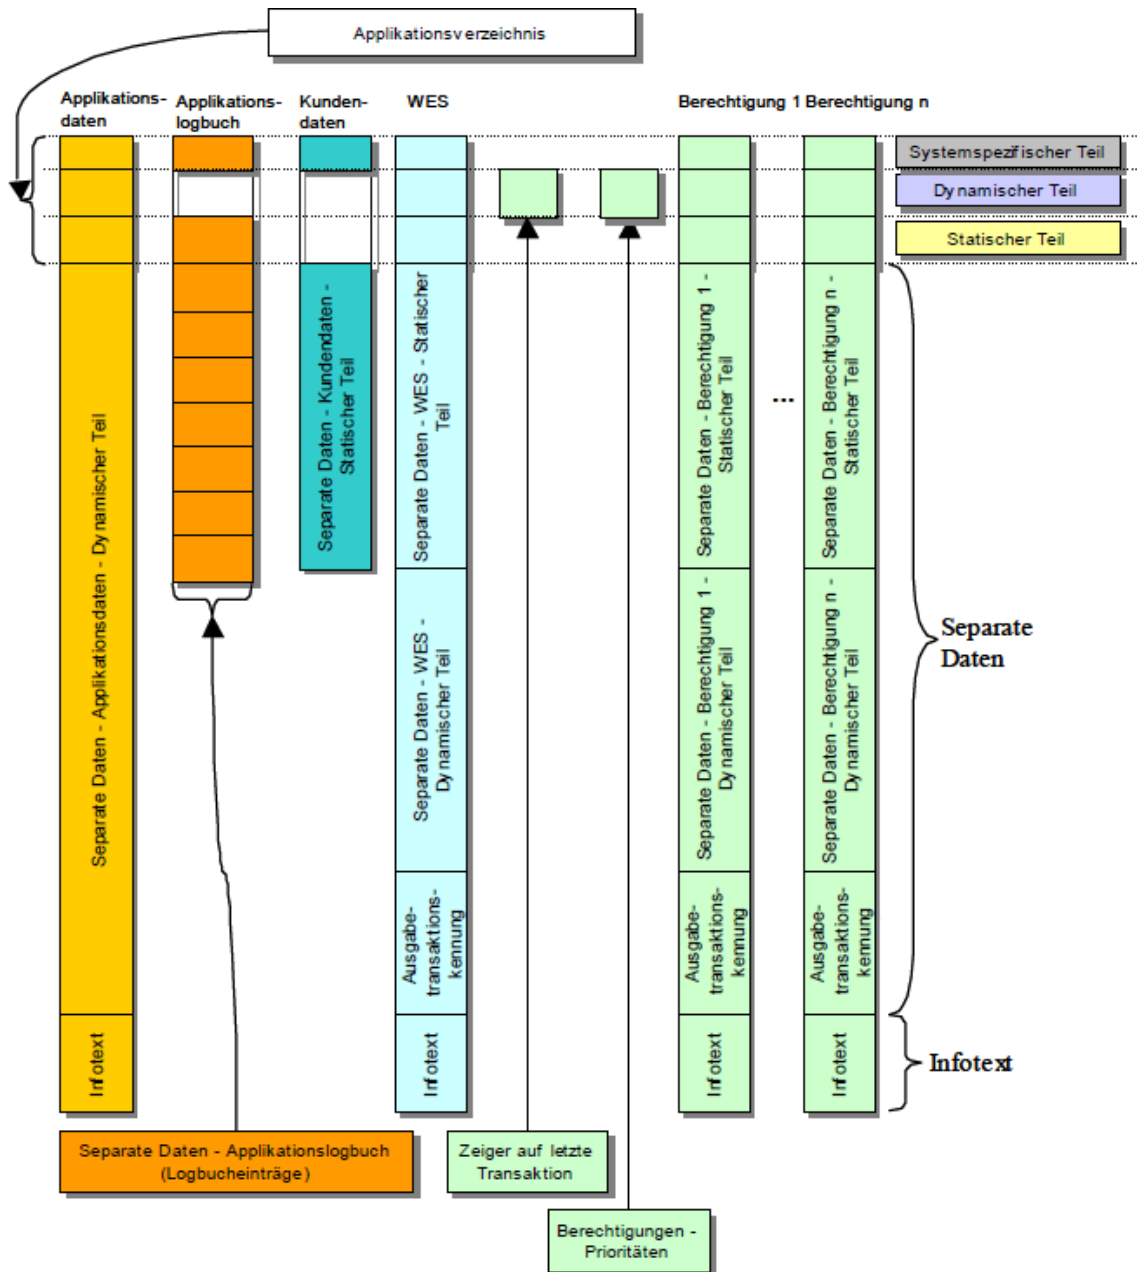 Applikationsverzeichnis
Applikations-
daten
Applikations-
logbuch
Kunden-
daten
WES
Berechtigung 1
Berechtigung n
Systemspezifischer Teil
Dynamischer Teil
Statischer Teil
Separate Daten - Applikationsdaten - Dynamischer Teil
Separate Daten - Kundendaten -
Statischer Teil
Separate Daten - WES - Statischer
Teil
Separate Daten - Berechtigung 1 -
Statischer Teil
...
Separate Daten - Berechtigung n -
Statischer Teil
Separate Daten - WES -
Dynamischer Teil
Separate Daten - Berechtigung 1 -
Dynamischer Teil
Separate Daten - Berechtigung n -
Dynamischer Teil
Separate
Daten
Ausgabe-
transaktions-
kennung
Ausgabe-
transaktions-
kennung
Ausgabe-
transaktions-
kennung
Infotext
Infotext
Infotext
Infotext
Infotext
Separate Daten - Applikationslogbuch
(Logbucheinträge)
Zeiger auf letzte
Transaktion
Berechtigungen -
Prioritäten